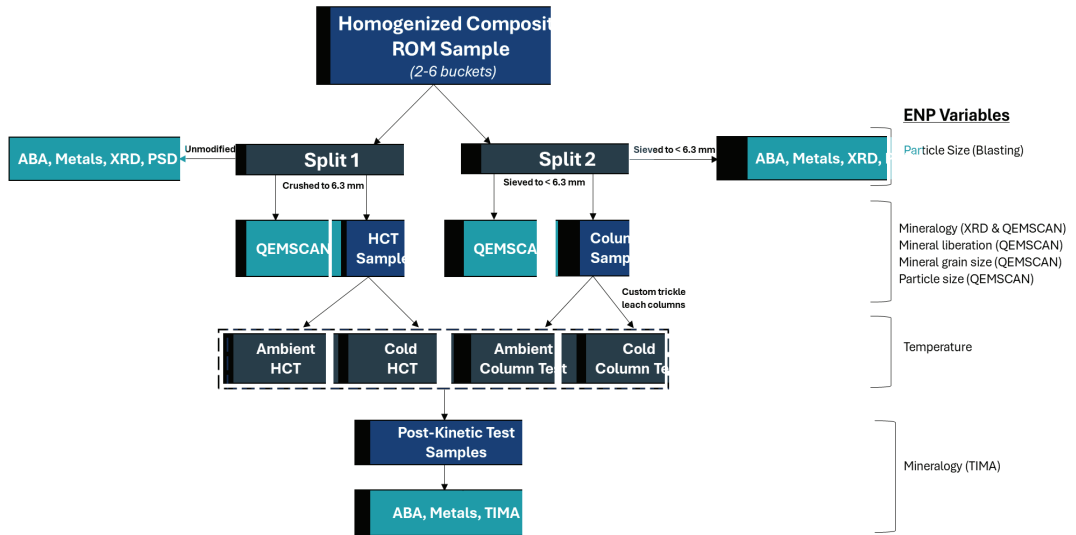 Homogenized Composit
ROM Sample
(2-6 buckets)
ENP Variables
Unmodified
ABA, Metals, XRD, PSD
Split 1
Split 2
Sieved to < 6.3 mm
ABA, Metals, XRD,
Particle Size (Blasting)
Crushed to 6.3 mm
Sieved to < 6.3 mm
QEMSCAN
HCT
Sample
QEMSCA
Colum
Samp
Mineralogy (XRD & QEMSCAN)
Mineral liberation (QEMSCAN)
Mineral grain size (QEMSCAN)
Particle size (QEMSCAN)
Custom trickle
leach columns
Ambient
HCT
Cold
HCT
Ambient
Column Test
Cold
Column Te
Temperature
Post-Kinetic Test
Samples
Mineralogy (TIMA)
ABA, Metals, TIMA